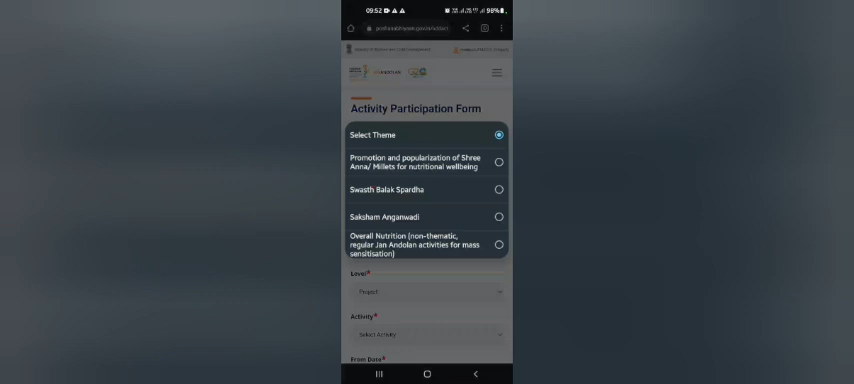 09:52
98%
Activity Participation Form
Select Theme
Promotion and popularization of Shree
Anna/ Millets for nutritional wellbeing
Swasth Balak Spardha
Saksham Anganwadi
Overall Nutrition (non-thematic,
regular Jan Andolan activities for mass
sensitisation)
Level*
Project
Activity*
Select Activity
From Date*